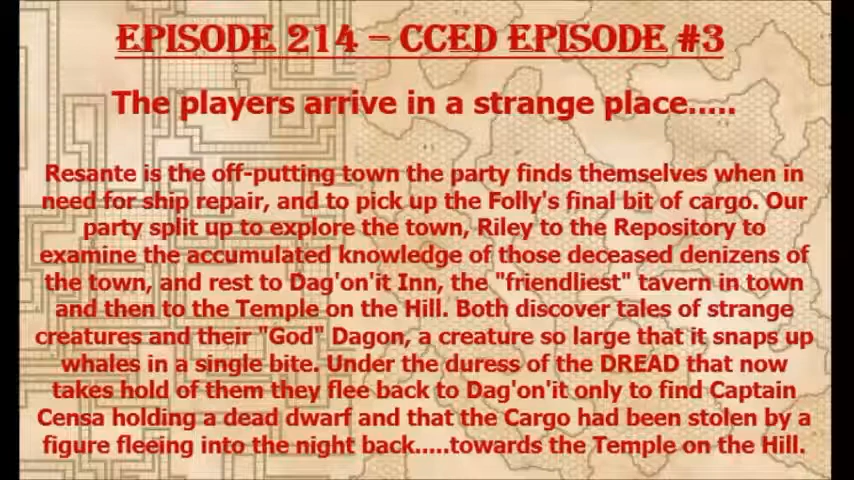 EPISODE 214 – CCED EPISODE #3
The players arrive in a strange place.....
Resante is the off-putting town the party finds themselves when in
need for ship repair, and to pick up the Folly's final bit of cargo. Our
party split up to explore the town, Riley to the Repository to
examine the accumulated knowledge of those deceased denizens of
the town, and rest to Dag'on'it Inn, the "friendliest" tavern in town
and then to the Temple on the Hill. Both discover tales of strange
creatures and their "God" Dagon, a creature so large that it snaps up
whales in a single bite. Under the duress of the DREAD that now
takes hold of them they flee back to Dag'on'it only to find Captain
Censa holding a dead dwarf and that the Cargo had been stolen by a
figure fleeing into the night back.....towards the Temple on the Hill.